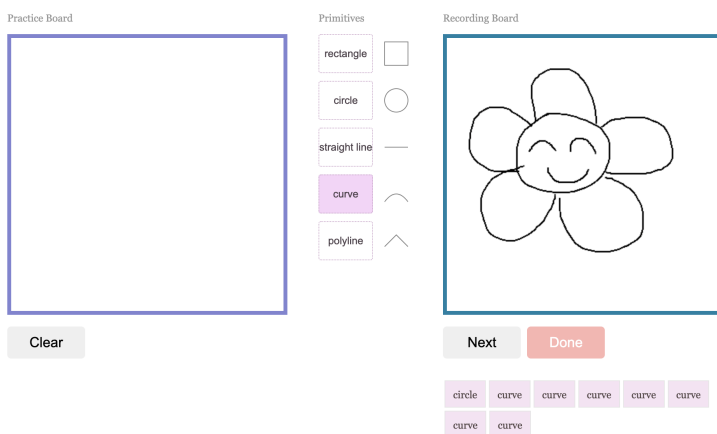 Practice Board
Primitives
Recording Board
rectangle
circle
straight line
curve
polyline
Clear
Next
Done
circle curve curve curve curve curve
curve curve